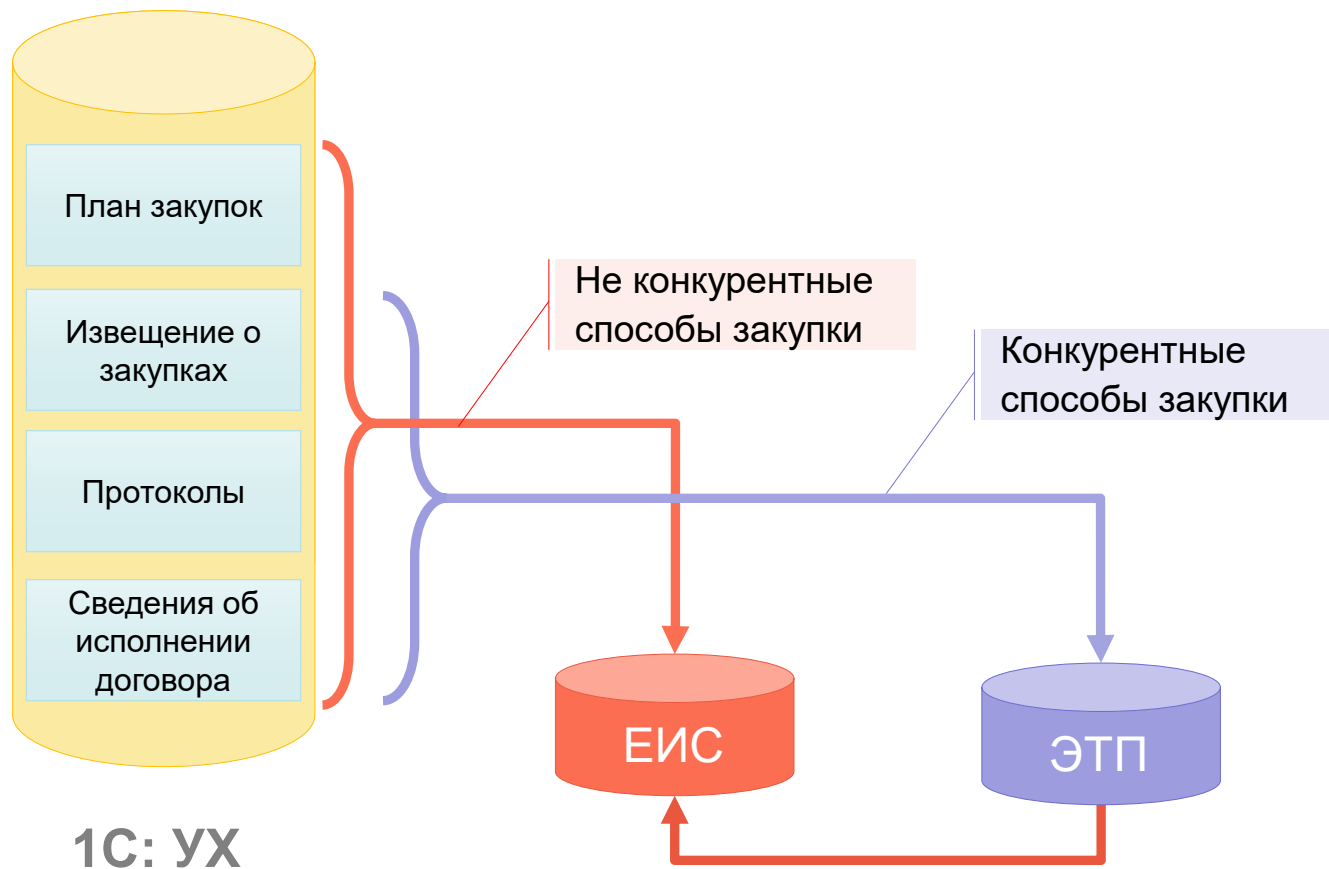 План закупок
Извещение о
закупках
Протоколы
Сведения об
исполнении
договора
1С: УХ
Не конкурентные
способы закупки
Конкурентные
способы закупки
ЕИС
ЭТП